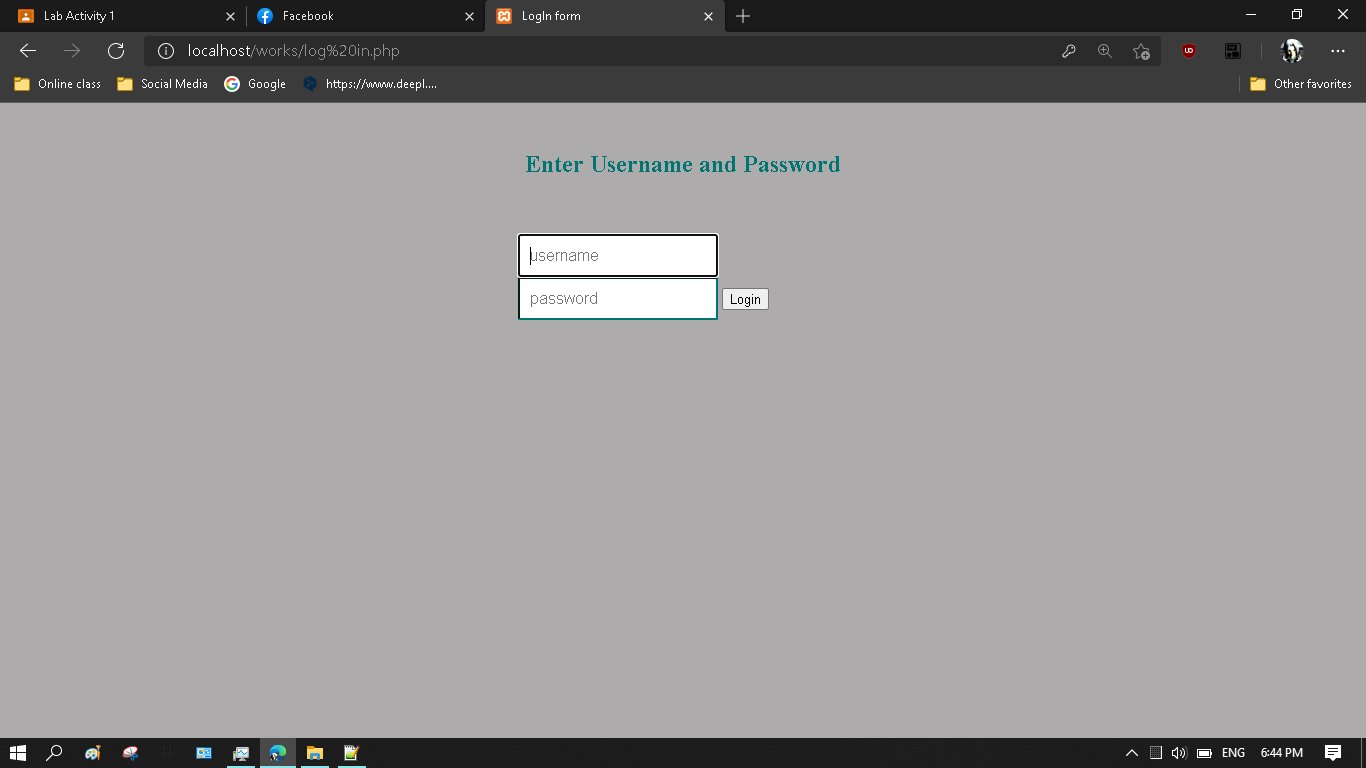 Lab Activity 1
Facebook
LogIn form
localhost/works/log%20in.php
UO
Online class
Social Media
Google
https://www.deepl....
Other favorites
Enter Username and Password
username
password
Login
ENG
6:44 PM